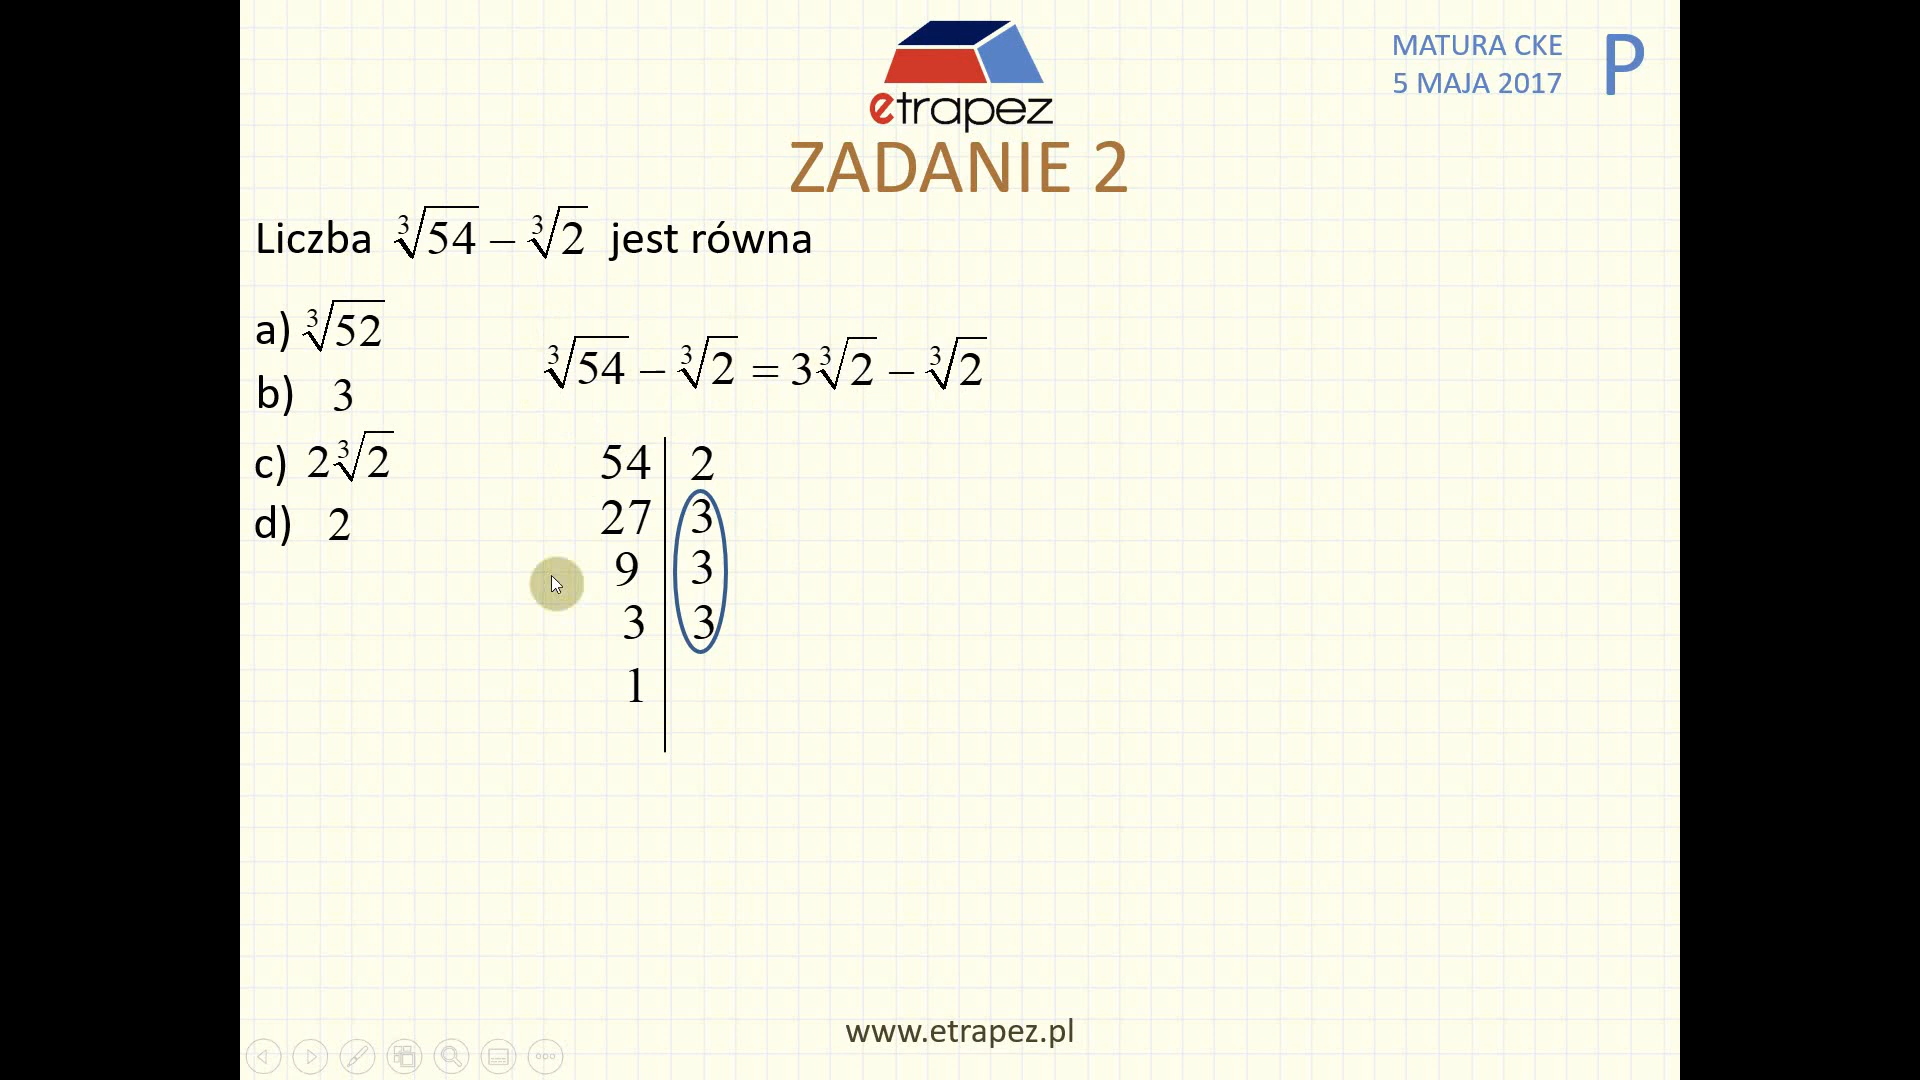 etrapez
MATURA CKE
5 MAJA 2017
P
ZADANIE 2
Liczba ∛54 – ∛2 jest równa
a) ∛52
b) 3
c) 2∛2
d) 2
∛54 – ∛2 = 3∛2 – ∛2
54 | 2
27 | 3
9 | 3
3 | 3
1 |
www.etrapez.pl